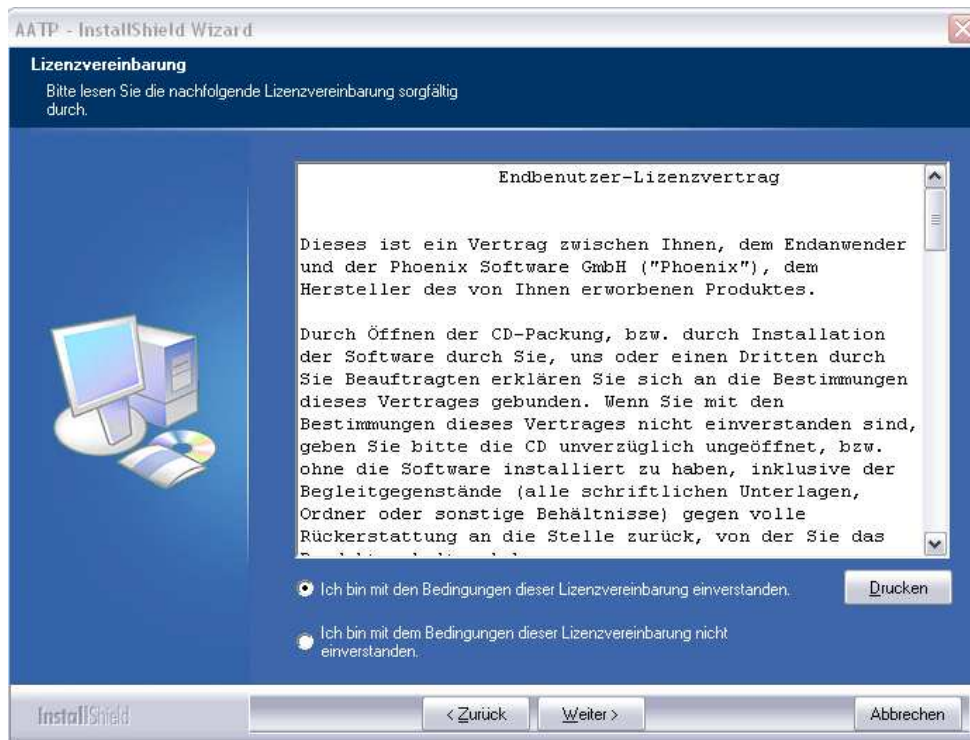 AATP - InstallShield Wizard
Lizenzvereinbarung
Bitte lesen Sie die nachfolgende Lizenzvereinbarung sorgfältig
durch.
Endbenutzer-Lizenzvertrag
Dieses ist ein Vertrag zwischen Ihnen, dem Endanwender
und der Phoenix Software GmbH ("Phoenix"), dem
Hersteller des von Ihnen erworbenen Produktes.
Durch Öffnen der CD-Packung, bzw. durch Installation
der Software durch Sie, uns oder einen Dritten durch
Sie Beauftragten erklären Sie sich an die Bestimmungen
dieses Vertrages gebunden. Wenn Sie mit den
Bestimmungen dieses Vertrages nicht einverstanden sind,
geben Sie bitte die CD unverzüglich ungeöffnet, bzw.
ohne die Software installiert zu haben, inklusive der
Begleitgegenstände (alle schriftlichen Unterlagen,
Ordner oder sonstige Behältnisse) gegen volle
Rückerstattung an die Stelle zurück, von der Sie das
Ich bin mit den Bedingungen dieser Lizenzvereinbarung einverstanden.
Drucken
Ich bin mit dem Bedingungen dieser Lizenzvereinbarung nicht
einverstanden.
InstallShield
< Zurück
Weiter >
Abbrechen